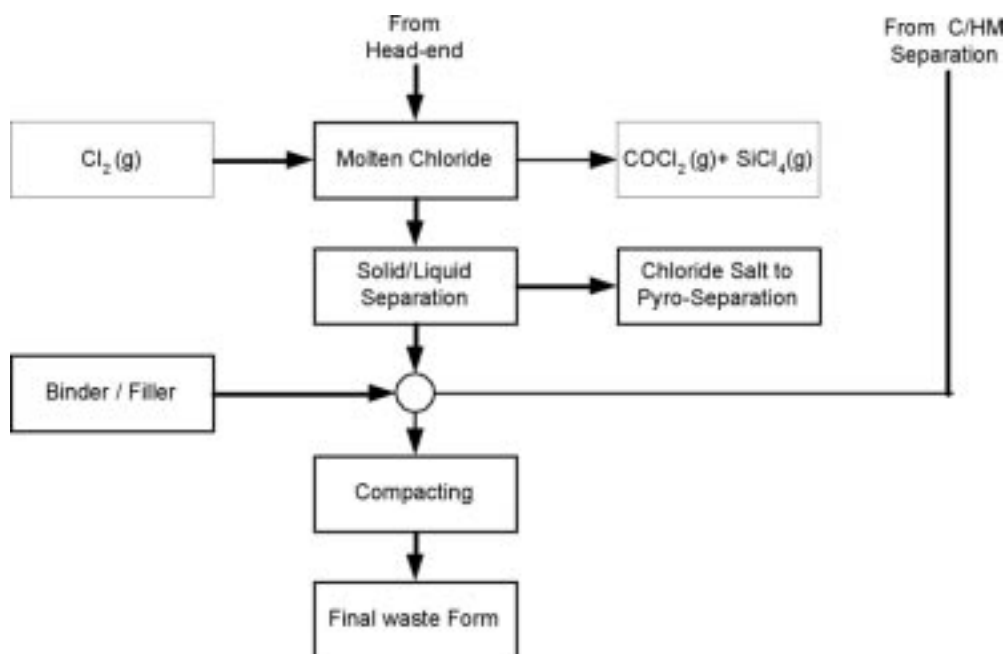 From
Head-end
From C/HM
Separation
Cl₂ (g)
Molten Chloride
COCl₂ (g)+ SiCl₄(g)
Solid/Liquid
Separation
Chloride Salt to
Pyro-Separation
Binder / Filler
Compacting
Final waste Form